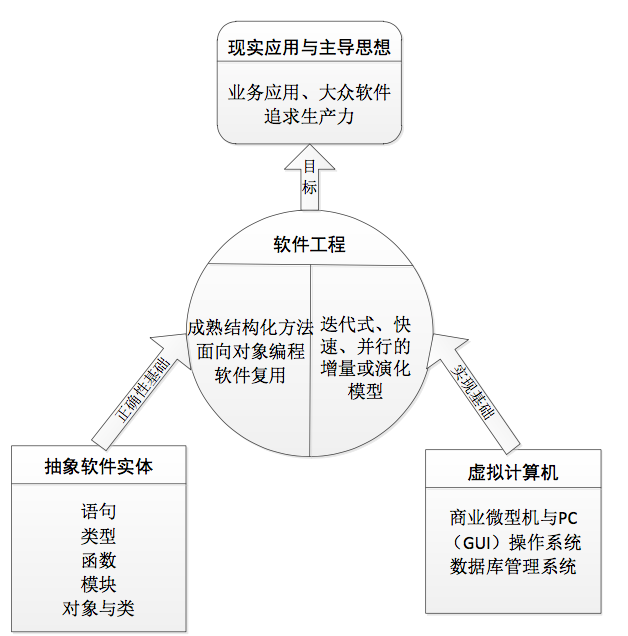 现实应用与主导思想
业务应用、大众软件
追求生产力
目
标
软件工程
成熟结构化方法
面向对象编程
软件复用
迭代式、快
速、并行的
增量或演化
模型
正确性基础
实现基础
抽象软件实体
语句
类型
函数
模块
对象与类
虚拟计算机
商业微型机与PC
（GUI）操作系统
数据库管理系统